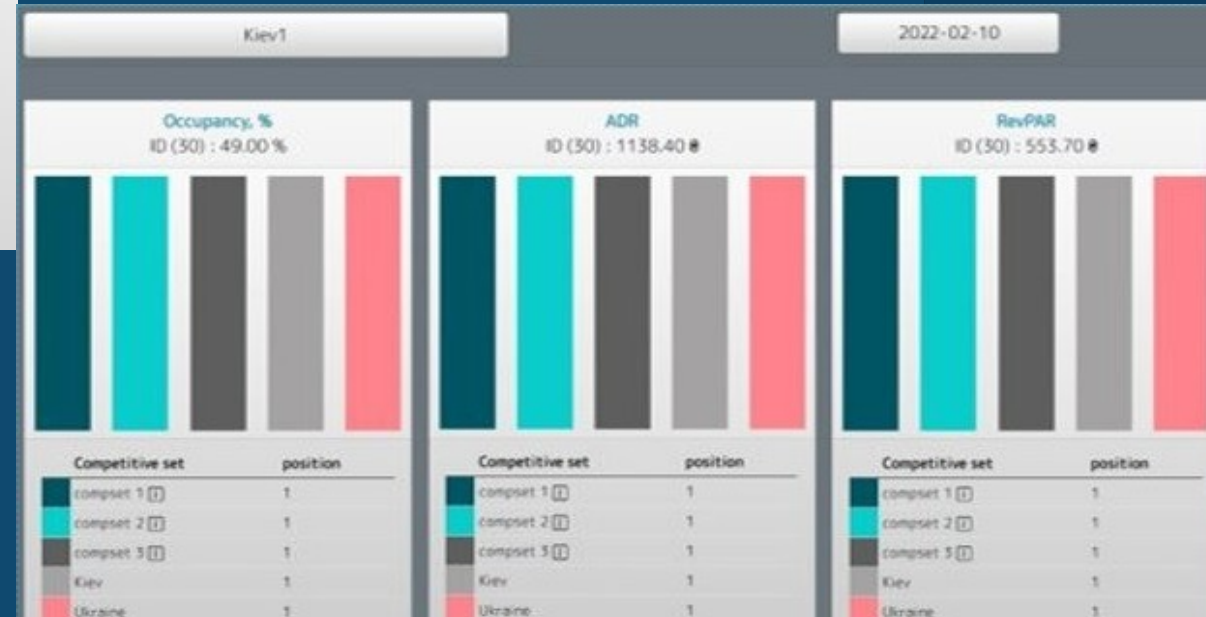 Kiev1
2022-02-10
Occupancy, %
ID (30) : 49.00 %
ADR
ID (30) : 1138.40 ₴
RevPAR
ID (30) : 553.70 ₴
Competitive set position
compset 1 i 1
compset 2 i 1
compset 3 i 1
Kiev 1
Ukraine 1
Competitive set position
compset 1 i 1
compset 2 i 1
compset 3 i 1
Kiev 1
Ukraine 1
Competitive set position
compset 1 i 1
compset 2 i 1
compset 3 i 1
Kiev 1
Ukraine 1